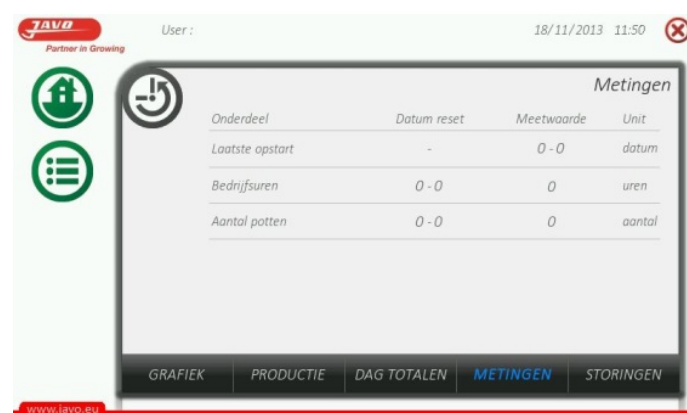 JAVO
Partner in Growing
User :
18/11/2013 11:50
Metingen
Onderdeel Datum reset Meetwaarde Unit
Laatste opstart - 0 - 0 datum
Bedrijfsuren 0 - 0 0 uren
Aantal potten 0 - 0 0 aantal
GRAFIEK PRODUCTIE DAG TOTALEN METINGEN STORINGEN
www.javo.eu